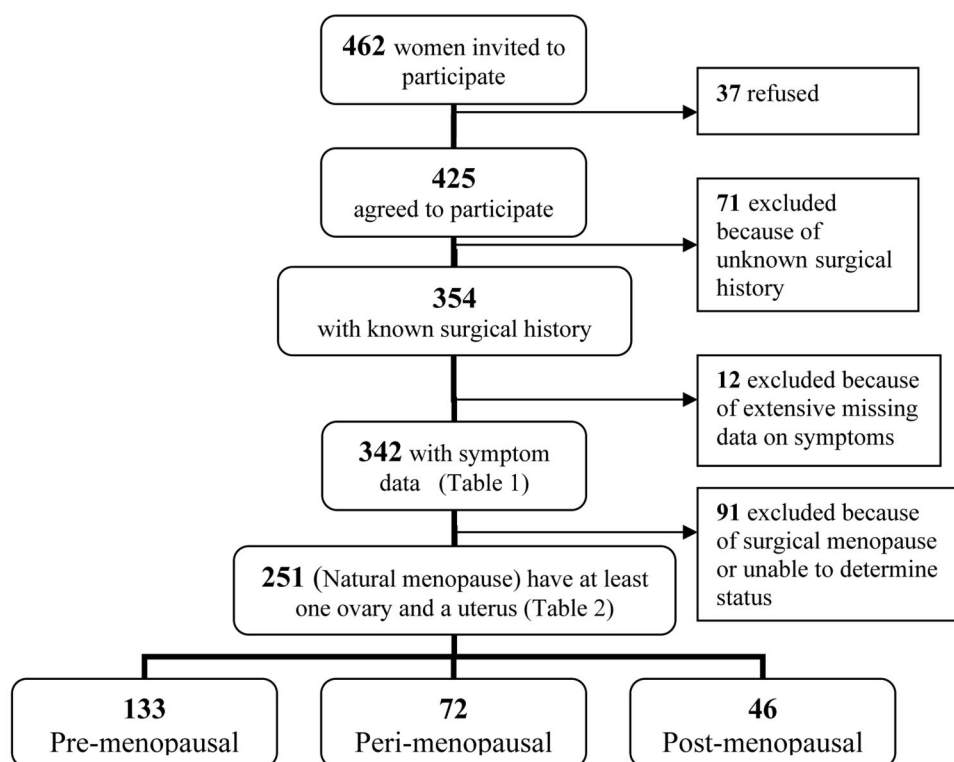 462 women invited to
participate
37 refused
425
agreed to participate
71 excluded
because of
unknown surgical
history
354
with known surgical history
12 excluded because
of extensive missing
data on symptoms
342 with symptom
data (Table 1)
91 excluded because
of surgical menopause
or unable to determine
status
251 (Natural menopause) have at least
one ovary and a uterus (Table 2)
133
Pre-menopausal
72
Peri-menopausal
46
Post-menopausal